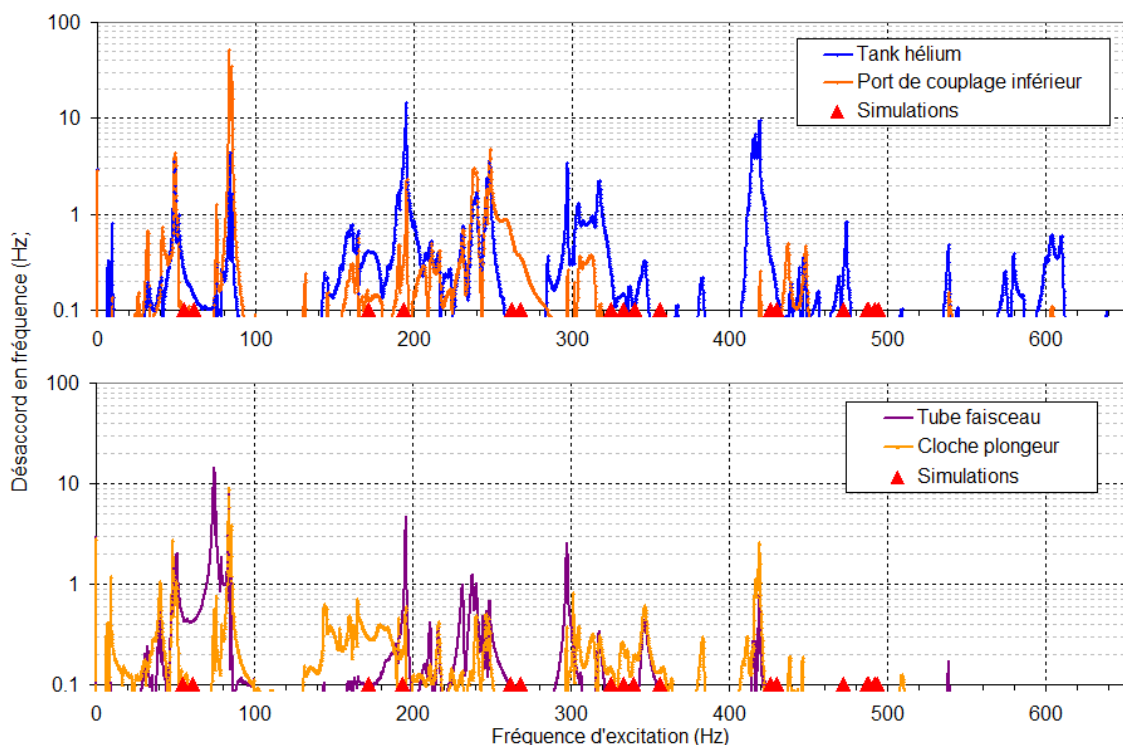 100
10
1
0.1
0
100
200
300
400
500
600
Tank hélium
Port de couplage inférieur
Simulations
Désaccord en fréquence (Hz;
100
10
1
0.1
0
100
200
300
400
500
600
Tube faisceau
Cloche plongeur
Simulations
Fréquence d'excitation (Hz)